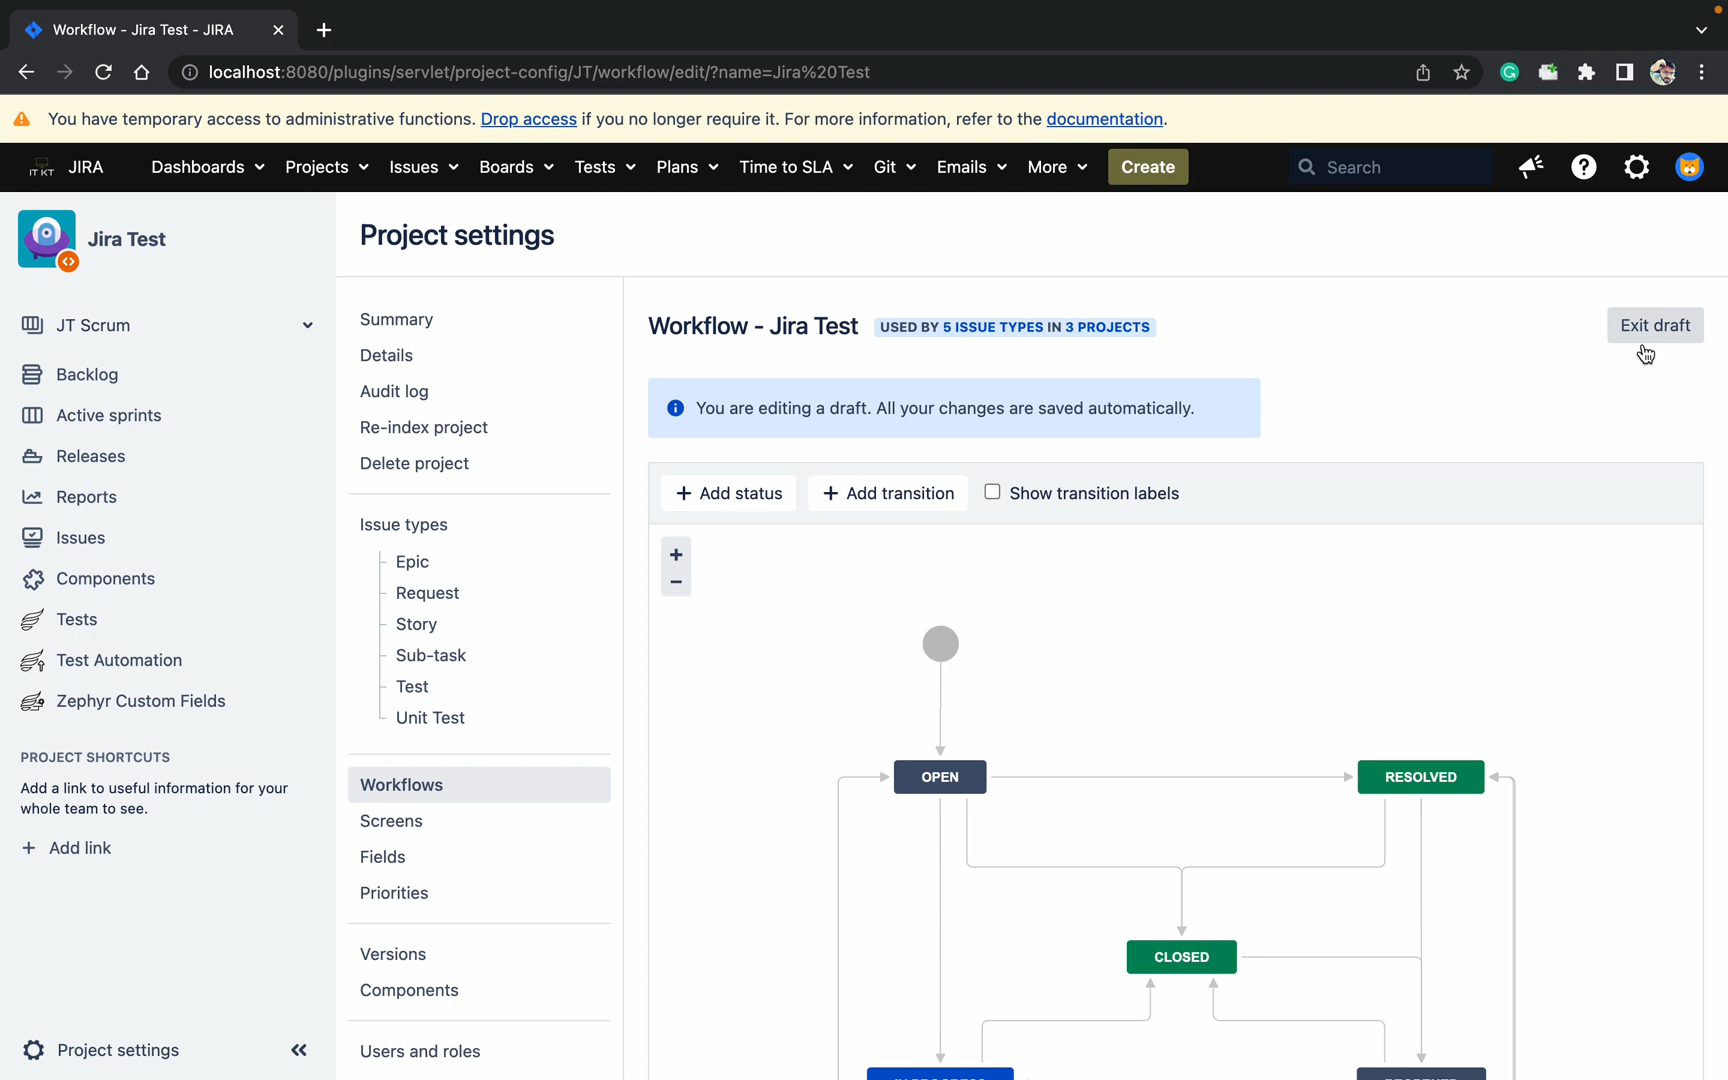 Workflow - Jira Test - JIRA
localhost:8080/plugins/servlet/project-config/JT/workflow/edit/?name=Jira%20Test
You have temporary access to administrative functions. Drop access if you no longer require it. For more information, refer to the documentation.
IT KT JIRA Dashboards Projects Issues Boards Tests Plans Time to SLA Git Emails More Create Search
Jira Test
JT Scrum
Backlog
Active sprints
Releases
Reports
Issues
Components
Tests
Test Automation
Zephyr Custom Fields
PROJECT SHORTCUTS
Add a link to useful information for your
whole team to see.
+ Add link
Project settings
Project settings
Summary
Details
Audit log
Re-index project
Delete project
Issue types
Epic
Request
Story
Sub-task
Test
Unit Test
Workflows
Screens
Fields
Priorities
Versions
Components
Users and roles
Workflow - Jira Test USED BY 5 ISSUE TYPES IN 3 PROJECTS
Exit draft
You are editing a draft. All your changes are saved automatically.
+ Add status + Add transition Show transition labels
+
−
OPEN
RESOLVED
CLOSED